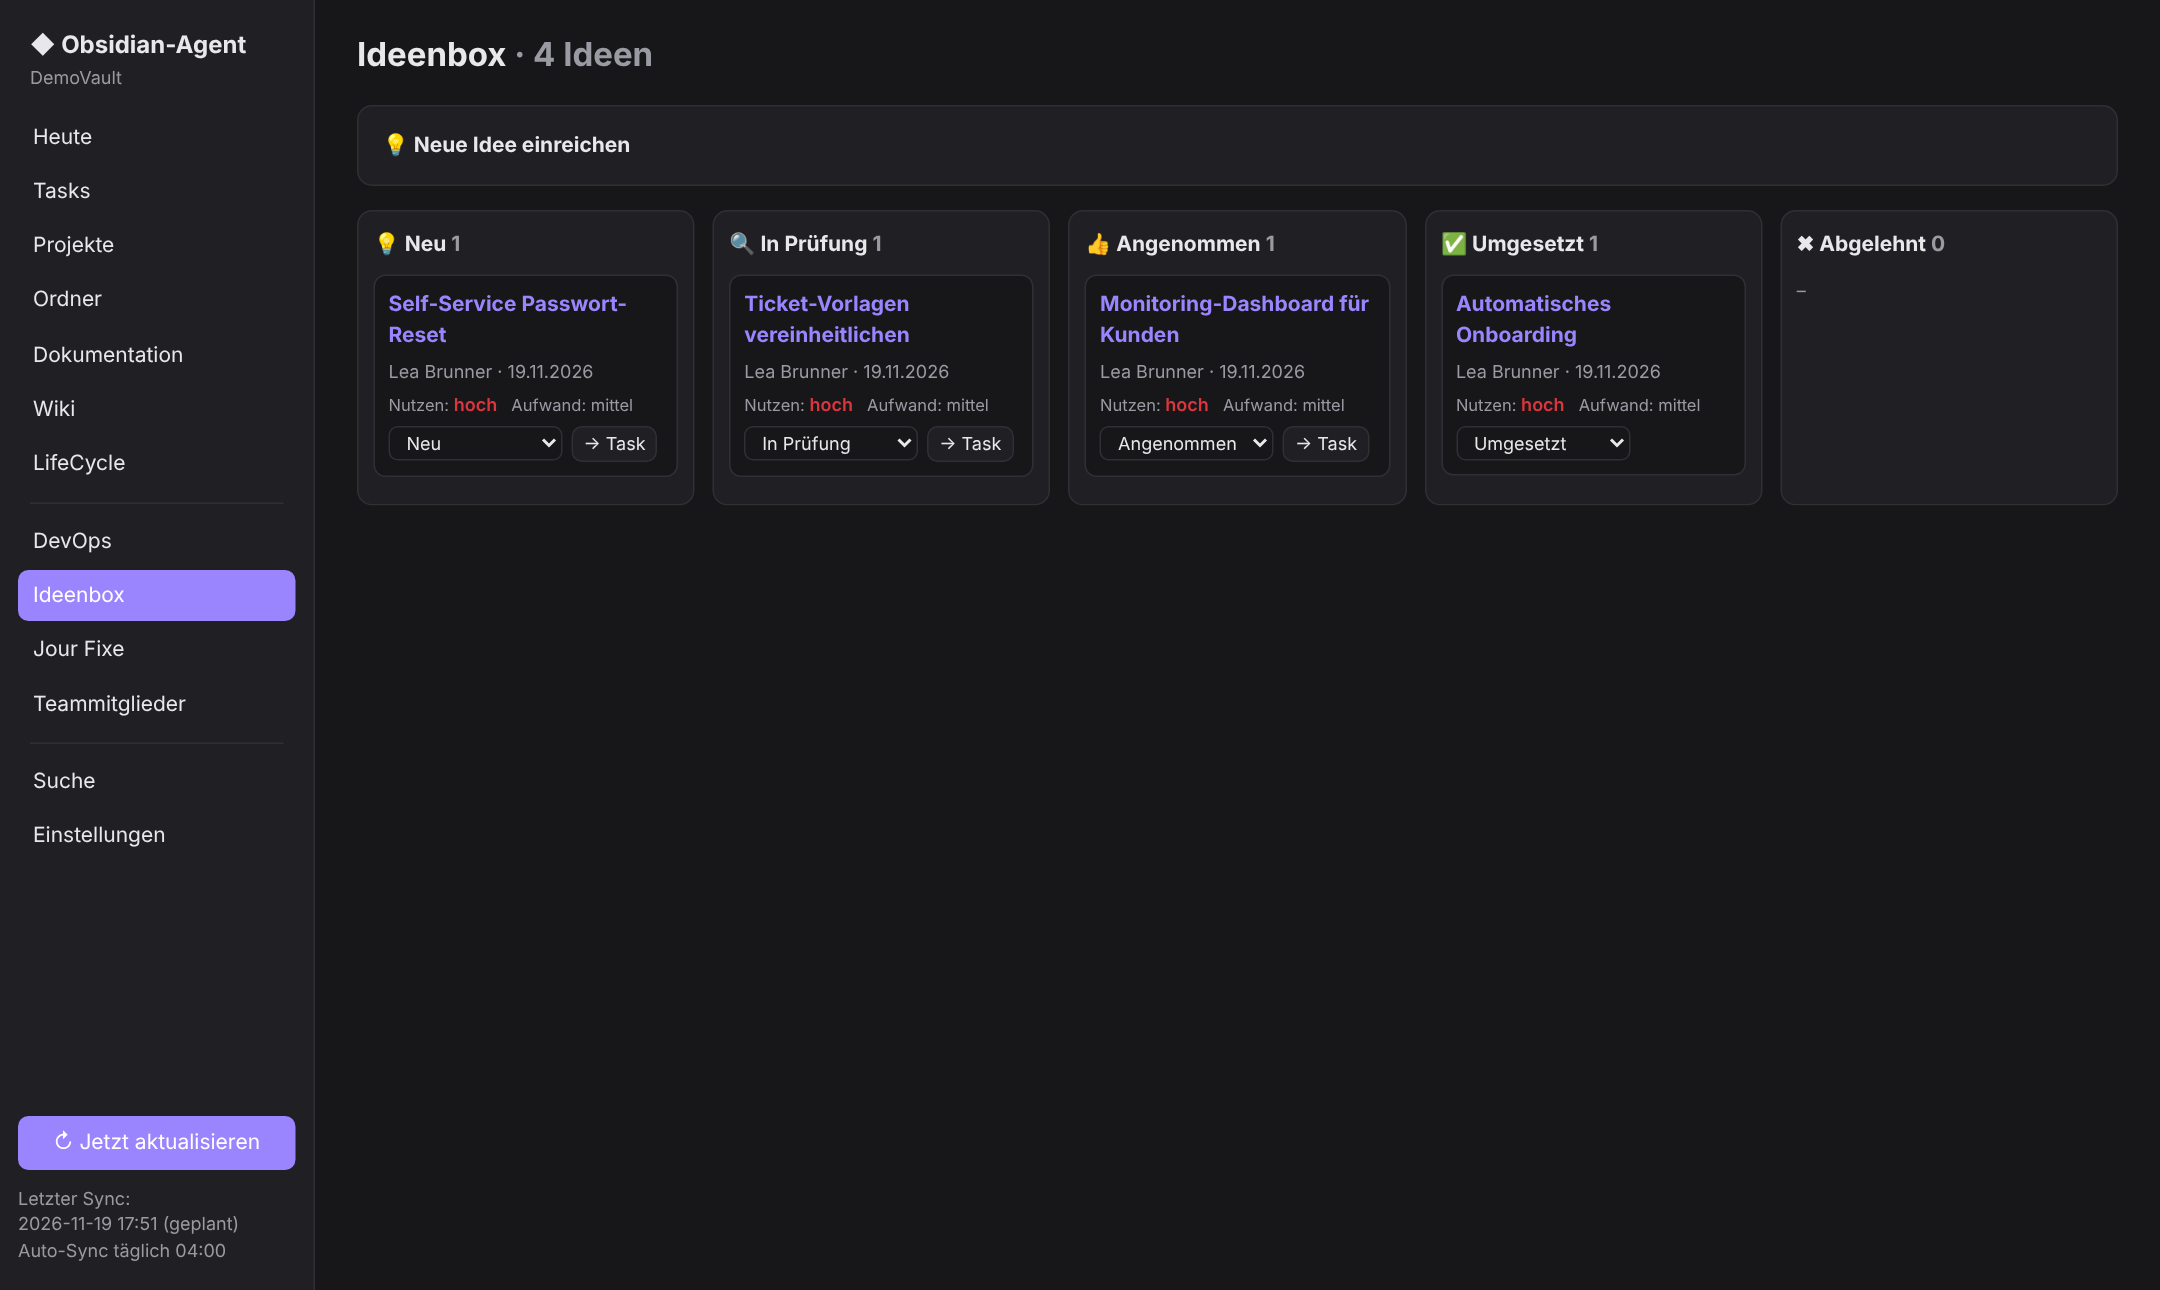 ◆ Obsidian-Agent
DemoVault
Heute
Tasks
Projekte
Ordner
Dokumentation
Wiki
LifeCycle
DevOps
Ideenbox
Jour Fixe
Teammitglieder
Suche
Einstellungen
↻ Jetzt aktualisieren
Letzter Sync:
2026-11-19 17:51 (geplant)
Auto-Sync täglich 04:00
Ideenbox · 4 Ideen
💡 Neue Idee einreichen
💡 Neu 1
Self-Service Passwort-
Reset
Lea Brunner · 19.11.2026
Nutzen: hoch Aufwand: mittel
Neu → Task
🔍 In Prüfung 1
Ticket-Vorlagen
vereinheitlichen
Lea Brunner · 19.11.2026
Nutzen: hoch Aufwand: mittel
In Prüfung → Task
👍 Angenommen 1
Monitoring-Dashboard für
Kunden
Lea Brunner · 19.11.2026
Nutzen: hoch Aufwand: mittel
Angenommen → Task
✅ Umgesetzt 1
Automatisches
Onboarding
Lea Brunner · 19.11.2026
Nutzen: hoch Aufwand: mittel
Umgesetzt
✖ Abgelehnt 0
–